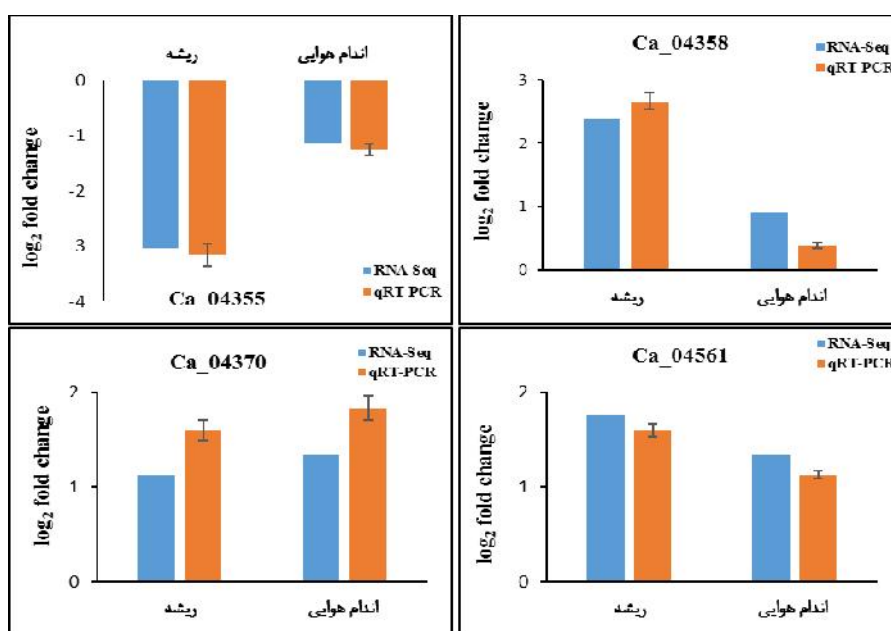 ریشه
اندام هوایی
0
-1
-2
-3
-4
log2 fold change
RNA-Seq
qRT-PCR
Ca_04355
Ca_04358
RNA-Seq
qRT-PCR
3
2
1
0
log2 fold change
ریشه
اندام هوایی
Ca_04370
RNA-Seq
qRT-PCR
2
1
0
log2 fold change
ریشه
اندام هوایی
Ca_04561
RNA-Seq
qRT-PCR
2
1
0
log2 fold change
ریشه
اندام هوایی